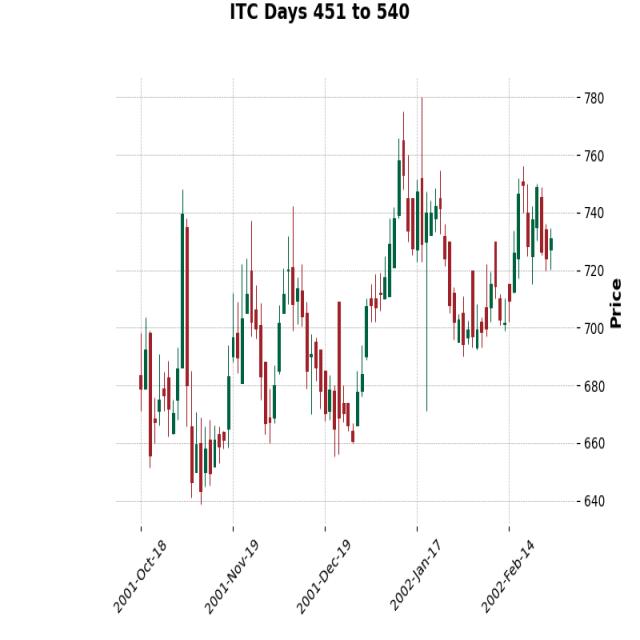 ITC Days 451 to 540
780
760
740
720
700
680
660
640
Price
2001-Oct-18
2001-Nov-19
2001-Dec-19
2002-Jan-17
2002-Feb-14